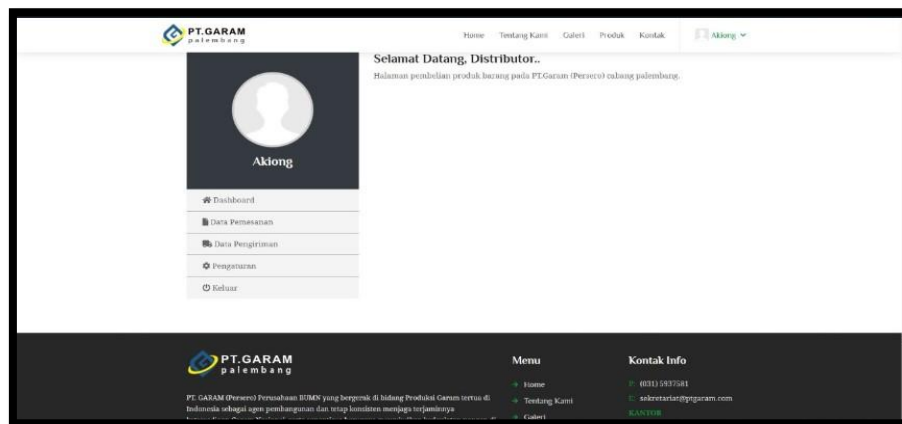 PT.GARAM
palembang
Home Tentang Kami Galeri Produk Kontak Akiong
Selamat Datang, Distributor..
Halaman pembelian produk barang pada PT.Garam (Persero) cabang palembang.
Akiong
Dashboard
Data Pemesanan
Data Pengiriman
Pengaturan
Keluar
PT.GARAM
palembang
PT. GARAM (Persero) Perusahaan BUMN yang bergerak di bidang Produksi Garam tertua di
Indonesia sebagai agen pembangunan dan tetap konsisten menjaga terjaminnya
Menu
Home
Tentang Kami
Galeri
Kontak Info
P: (031) 5937581
E: sekretariat@ptgaram.com
KANTOR